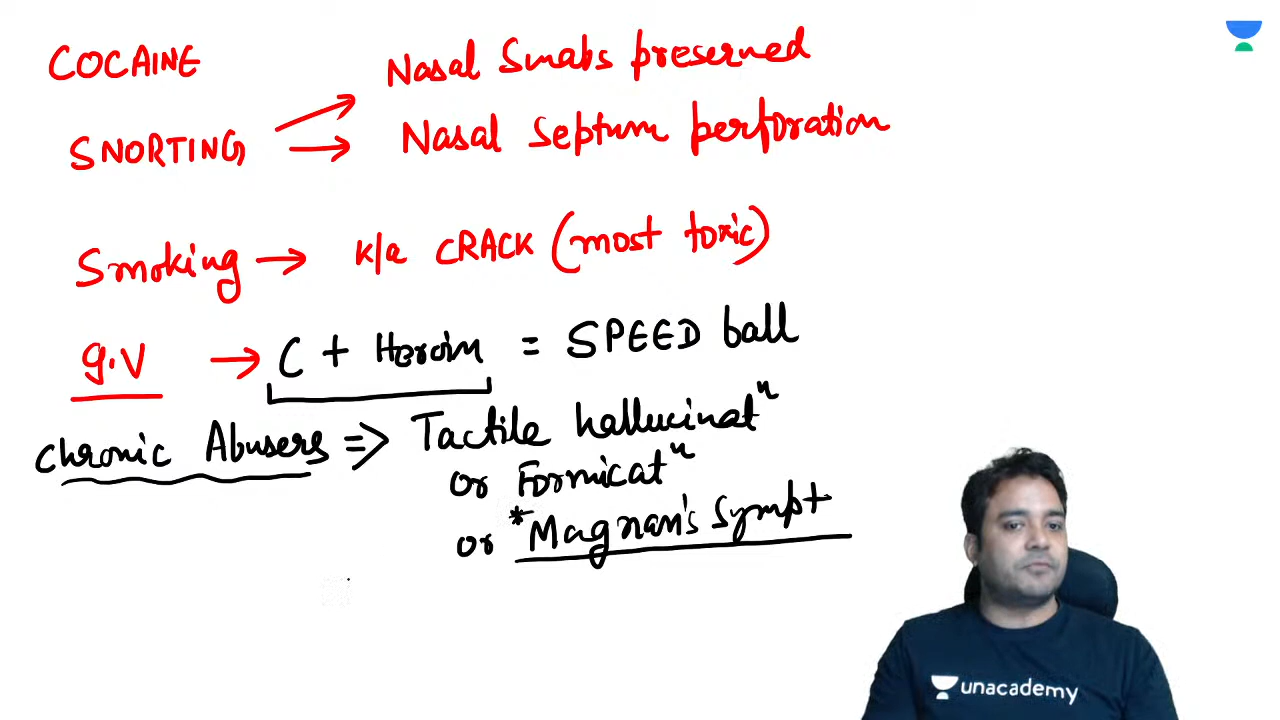 COCAINE
Nasal Swabs preserved
SNORTING
Nasal Septum perforation
Smoking → k/a CRACK (most toxic)
I.V → C + Heroin = SPEED ball
Chronic Abusers => Tactile hallucinatⁿ
or Formicatⁿ
or *Magnan's Sympt
unacademy